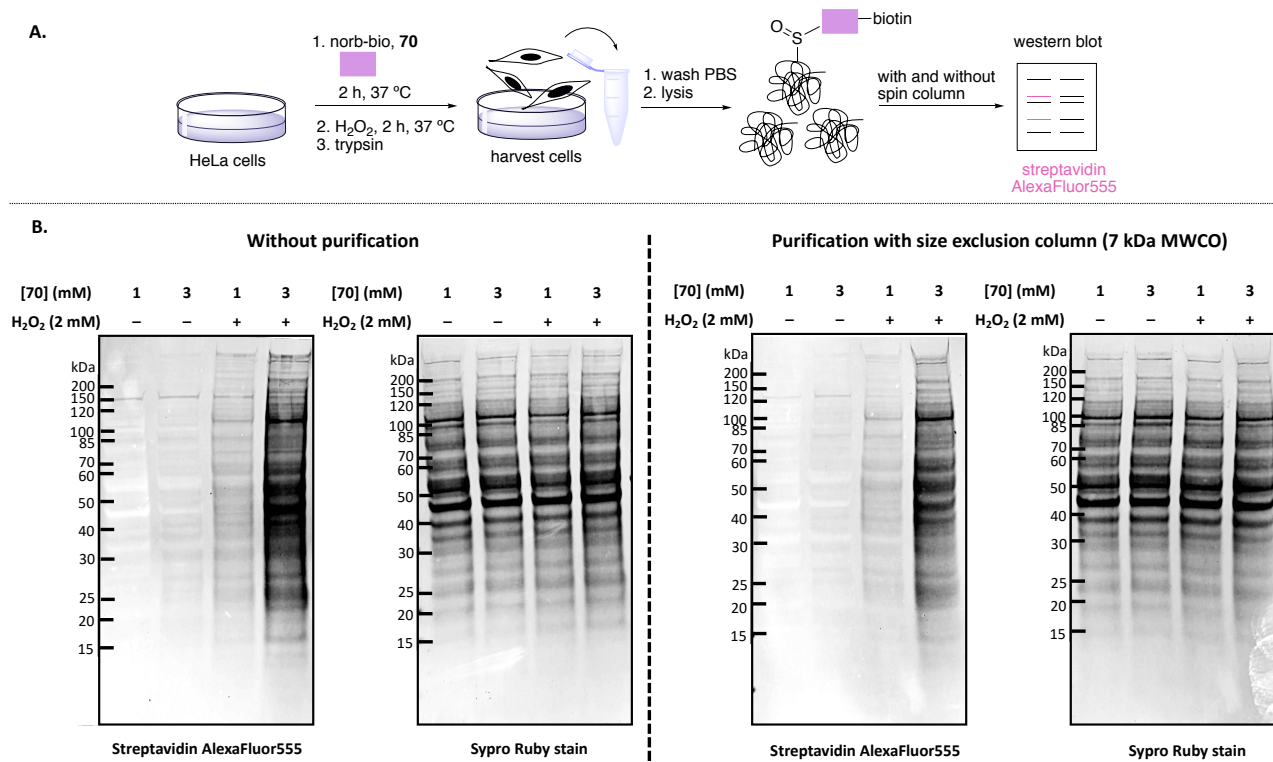 A.
1. norb-bio, 70
2 h, 37 ºC
2. H₂O₂, 2 h, 37 ºC
3. trypsin
HeLa cells
harvest cells
1. wash PBS
2. lysis
O
S
biotin
with and without
spin column
western blot
streptavidin
AlexaFluor555
B.
Without purification
[70] (mM) 1 3 1 3
H₂O₂ (2 mM) – – + +
kDa
200
150
120
100
85
70
60
50
40
30
25
20
15
Streptavidin AlexaFluor555
[70] (mM) 1 3 1 3
H₂O₂ (2 mM) – – + +
kDa
200
150
120
100
85
70
60
50
40
30
25
20
15
Sypro Ruby stain
Purification with size exclusion column (7 kDa MWCO)
[70] (mM) 1 3 1 3
H₂O₂ (2 mM) – – + +
kDa
200
150
120
100
85
70
60
50
40
30
25
20
15
Streptavidin AlexaFluor555
[70] (mM) 1 3 1 3
H₂O₂ (2 mM) – – + +
kDa
200
150
120
100
85
70
60
50
40
30
25
20
15
Sypro Ruby stain